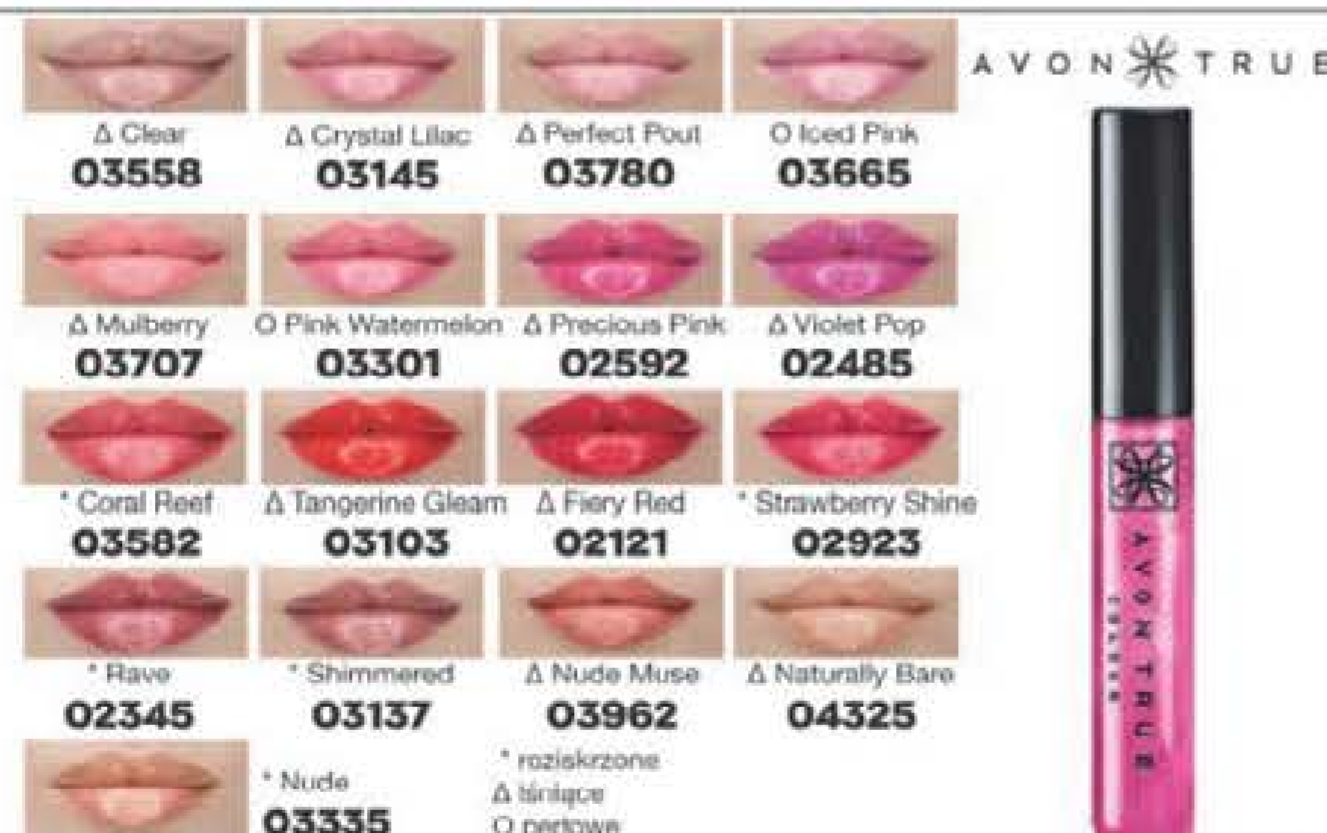 AVON TRUE
Δ Clear
03558
Δ Crystal Lilac
03145
Δ Perfect Pout
03780
O Iced Pink
03665
Δ Mulberry
03707
O Pink Watermelon
03301
Δ Precious Pink
02592
Δ Violet Pop
02485
* Coral Reef
03582
Δ Tangerine Gleam
03103
Δ Fiery Red
02121
* Strawberry Shine
02923
* Rave
02345
* Shimmered
03137
Δ Nude Muse
03962
Δ Naturally Bare
04325
* Nude
03335
* roziskrzone
Δ lśniące
O perłowe
AVON TRUE
COLOUR